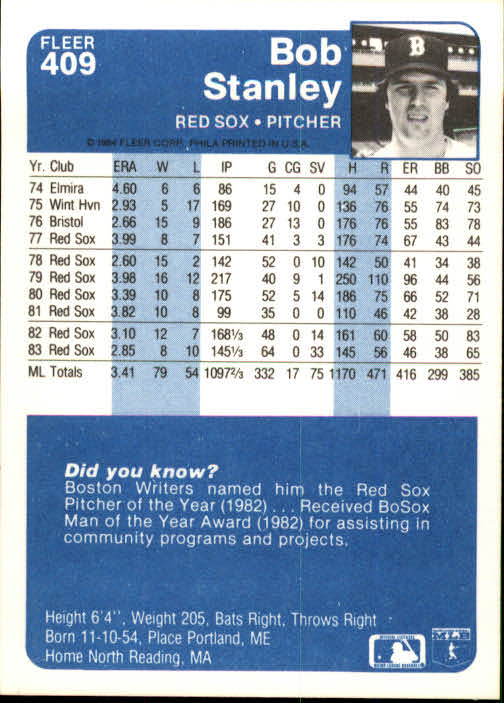 FLEER
409
Bob
Stanley
RED SOX • PITCHER
B
© 1984 FLEER CORP., PHILA PRINTED IN U.S.A.
Yr. Club ERA W L IP G CG SV H R ER BB SO
74 Elmira 4.60 6 6 86 15 4 0 94 57 44 40 45
75 Wint Hvn 2.93 5 17 169 27 10 0 136 76 55 74 73
76 Bristol 2.66 15 9 186 27 13 0 176 76 55 83 78
77 Red Sox 3.99 8 7 151 41 3 3 176 74 67 43 44
78 Red Sox 2.60 15 2 142 52 0 10 142 50 41 34 38
79 Red Sox 3.98 16 12 217 40 9 1 250 110 96 44 56
80 Red Sox 3.39 10 8 175 52 5 14 186 75 66 52 71
81 Red Sox 3.82 10 8 99 35 0 0 110 46 42 38 28
82 Red Sox 3.10 12 7 168⅓ 48 0 14 161 60 58 50 83
83 Red Sox 2.85 8 10 145⅓ 64 0 33 145 56 46 38 65
ML Totals 3.41 79 54 1097⅔ 332 17 75 1170 471 416 299 385
Did you know?
Boston Writers named him the Red Sox
Pitcher of the Year (1982) . . . Received BoSox
Man of the Year Award (1982) for assisting in
community programs and projects.
Height 6'4'', Weight 205, Bats Right, Throws Right
Born 11-10-54, Place Portland, ME
Home North Reading, MA
MLB